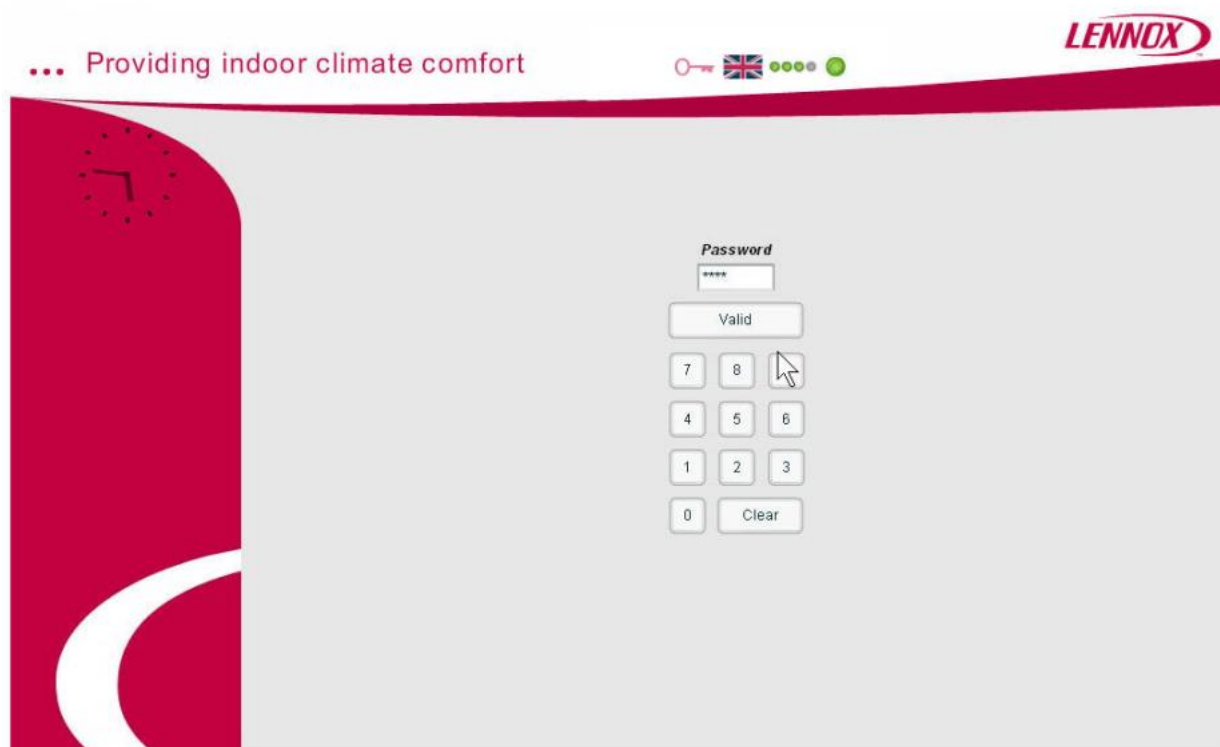 LENNOX
... Providing indoor climate comfort
Password
****
Valid
7 8
4 5 6
1 2 3
0 Clear